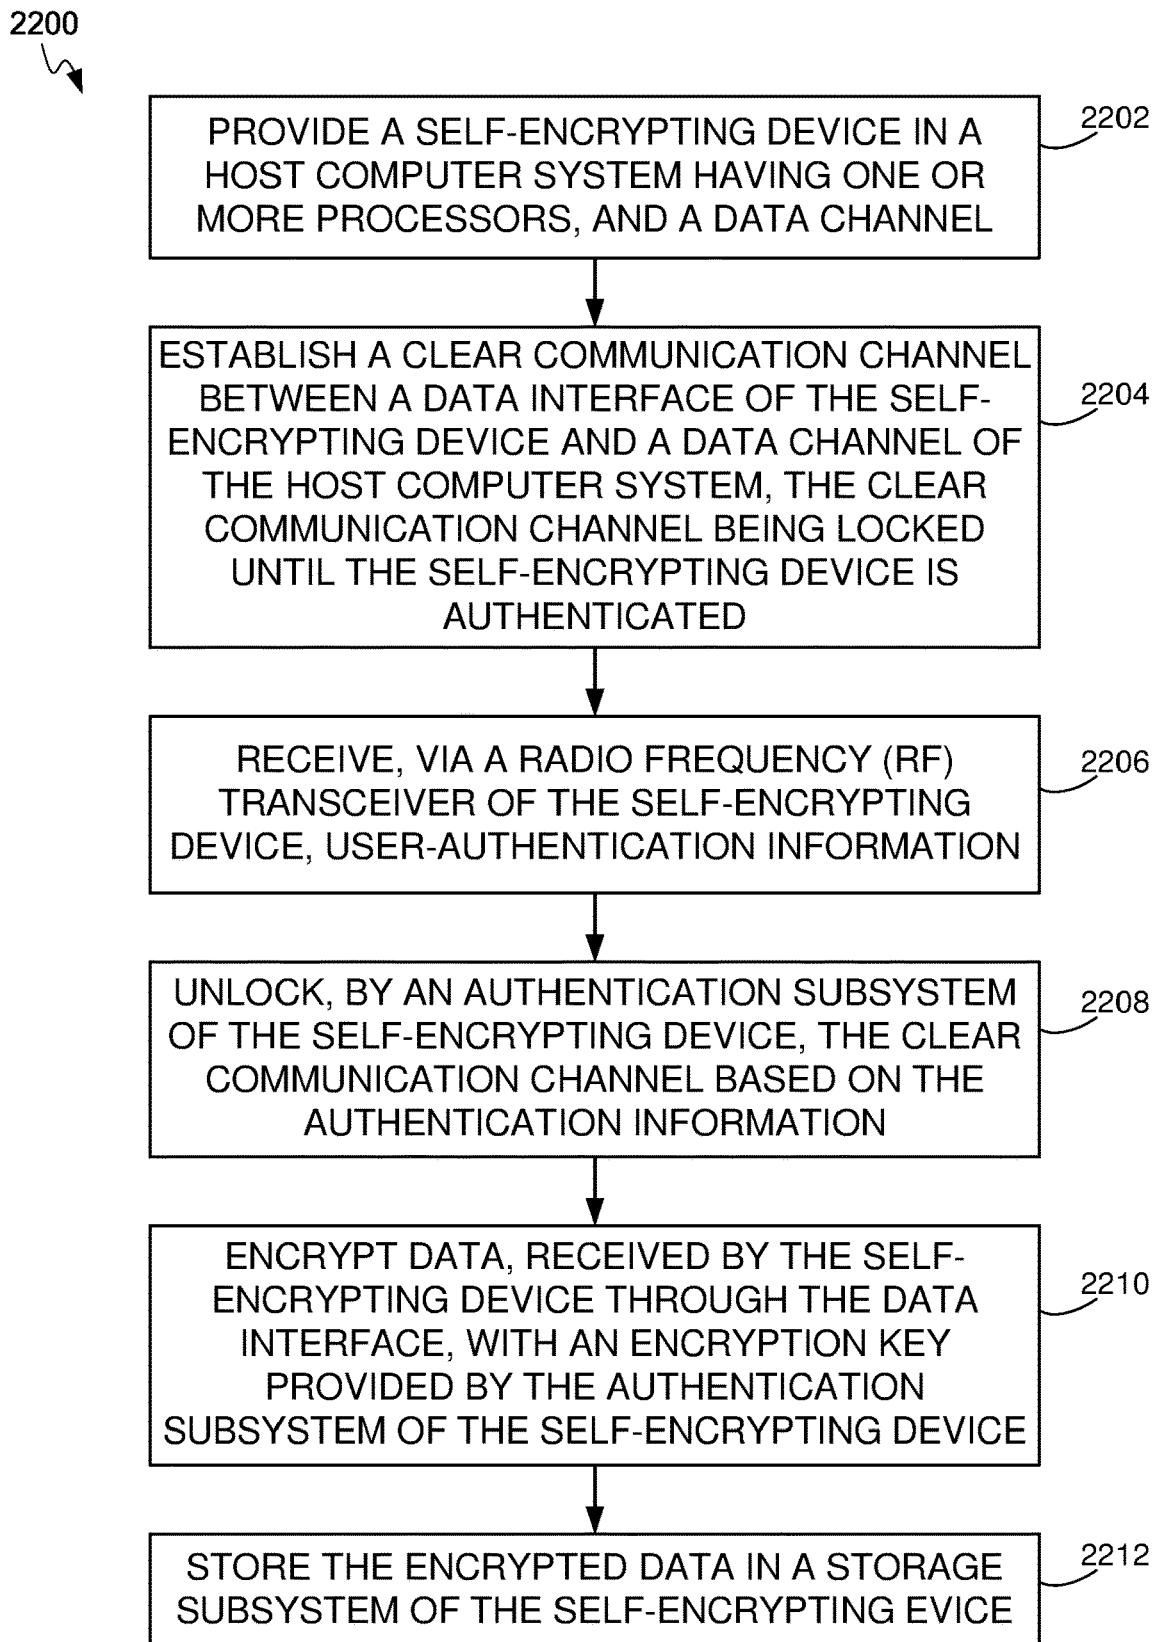 2200
PROVIDE A SELF-ENCRYPTING DEVICE IN A
HOST COMPUTER SYSTEM HAVING ONE OR
MORE PROCESSORS, AND A DATA CHANNEL
2202
ESTABLISH A CLEAR COMMUNICATION CHANNEL
BETWEEN A DATA INTERFACE OF THE SELF-
ENCRYPTING DEVICE AND A DATA CHANNEL OF
THE HOST COMPUTER SYSTEM, THE CLEAR
COMMUNICATION CHANNEL BEING LOCKED
UNTIL THE SELF-ENCRYPTING DEVICE IS
AUTHENTICATED
2204
RECEIVE, VIA A RADIO FREQUENCY (RF)
TRANSCEIVER OF THE SELF-ENCRYPTING
DEVICE, USER-AUTHENTICATION INFORMATION
2206
UNLOCK, BY AN AUTHENTICATION SUBSYSTEM
OF THE SELF-ENCRYPTING DEVICE, THE CLEAR
COMMUNICATION CHANNEL BASED ON THE
AUTHENTICATION INFORMATION
2208
ENCRYPT DATA, RECEIVED BY THE SELF-
ENCRYPTING DEVICE THROUGH THE DATA
INTERFACE, WITH AN ENCRYPTION KEY
PROVIDED BY THE AUTHENTICATION
SUBSYSTEM OF THE SELF-ENCRYPTING DEVICE
2210
STORE THE ENCRYPTED DATA IN A STORAGE
SUBSYSTEM OF THE SELF-ENCRYPTING EVICE
2212